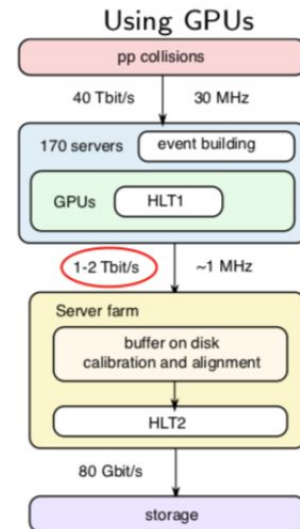 Using GPUs
pp collisions
40 Tbit/s 30 MHz
170 servers event building
GPUs HLT1
1-2 Tbit/s ~1 MHz
Server farm
buffer on disk
calibration and alignment
HLT2
80 Gbit/s
storage